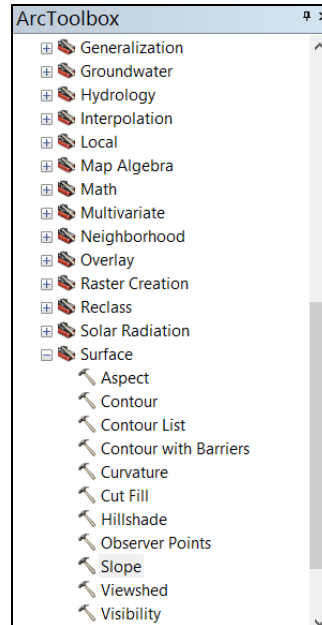 ArcToolbox
Generalization
Groundwater
Hydrology
Interpolation
Local
Map Algebra
Math
Multivariate
Neighborhood
Overlay
Raster Creation
Reclass
Solar Radiation
Surface
Aspect
Contour
Contour List
Contour with Barriers
Curvature
Cut Fill
Hillshade
Observer Points
Slope
Viewshed
Visibility